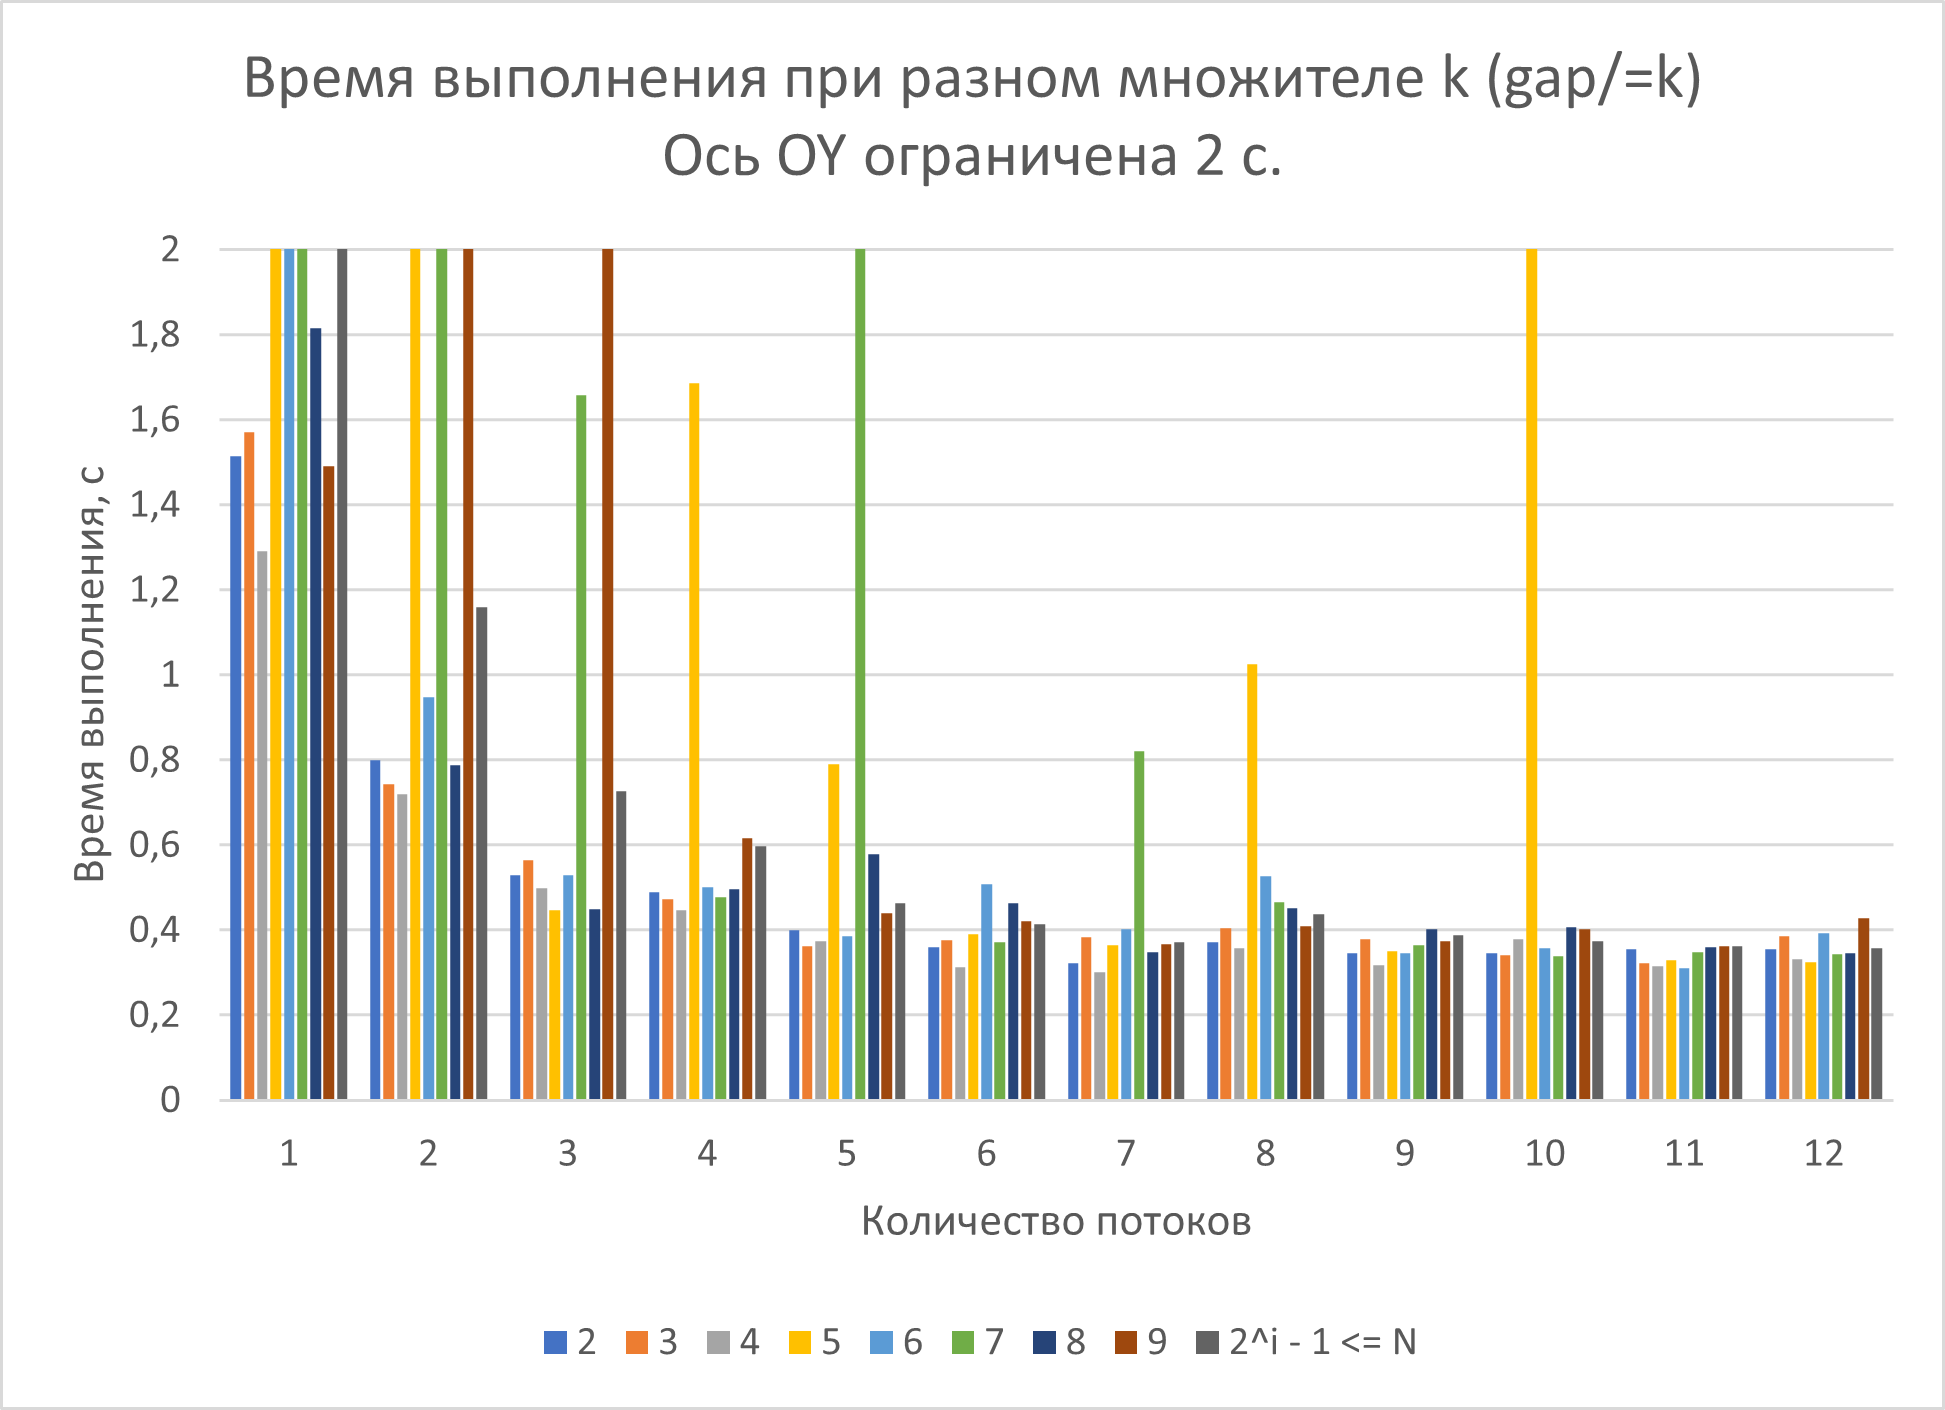 Время выполнения при разном множителе k (gap/=k)
Ось OY ограничена 2 с.
Время выполнения, с
2
1,8
1,6
1,4
1,2
1
0,8
0,6
0,4
0,2
0
1 2 3 4 5 6 7 8 9 10 11 12
Количество потоков
2 3 4 5 6 7 8 9 2^i - 1 <= N